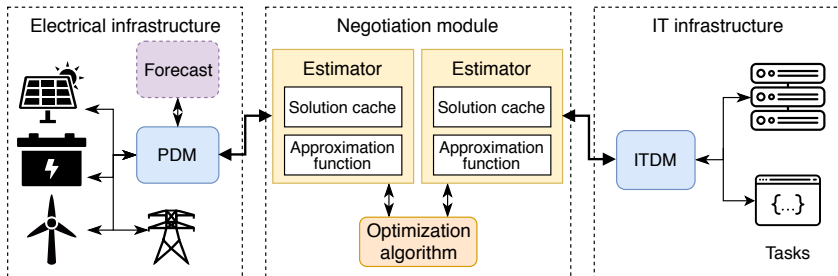 Electrical infrastructure
Negotiation module
IT infrastructure
Forecast
PDM
Estimator
Solution cache
Approximation
function
Estimator
Solution cache
Approximation
function
Optimization
algorithm
ITDM
{...}
Tasks